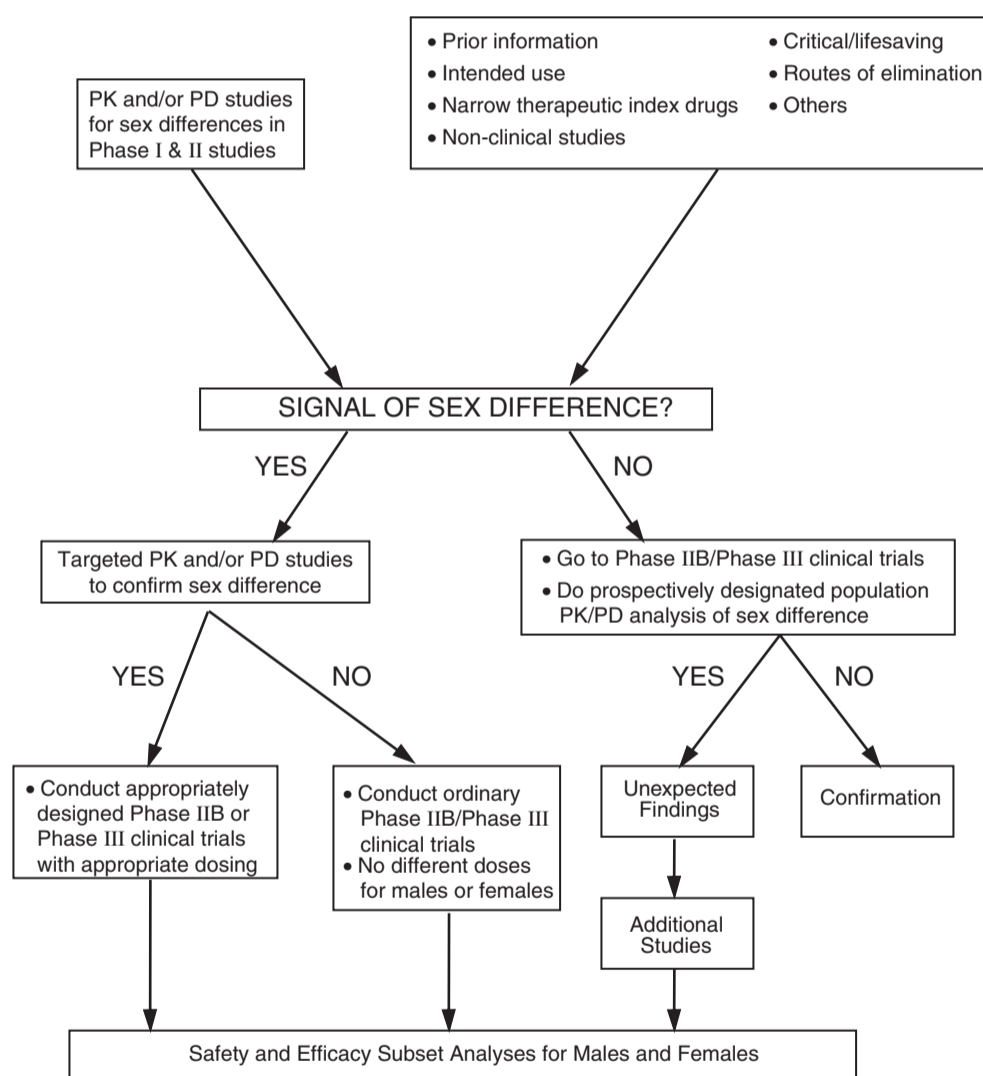 PK and/or PD studies
for sex differences in
Phase I & II studies
• Prior information
• Intended use
• Narrow therapeutic index drugs
• Non-clinical studies
• Critical/lifesaving
• Routes of elimination
• Others
SIGNAL OF SEX DIFFERENCE?
YES
NO
Targeted PK and/or PD studies
to confirm sex difference
• Go to Phase IIB/Phase III clinical trials
• Do prospectively designated population
PK/PD analysis of sex difference
YES
NO
YES
NO
• Conduct appropriately
designed Phase IIB or
Phase III clinical trials
with appropriate dosing
• Conduct ordinary
Phase IIB/Phase III
clinical trials
• No different doses
for males or females
Unexpected
Findings
Confirmation
Additional
Studies
Safety and Efficacy Subset Analyses for Males and Females